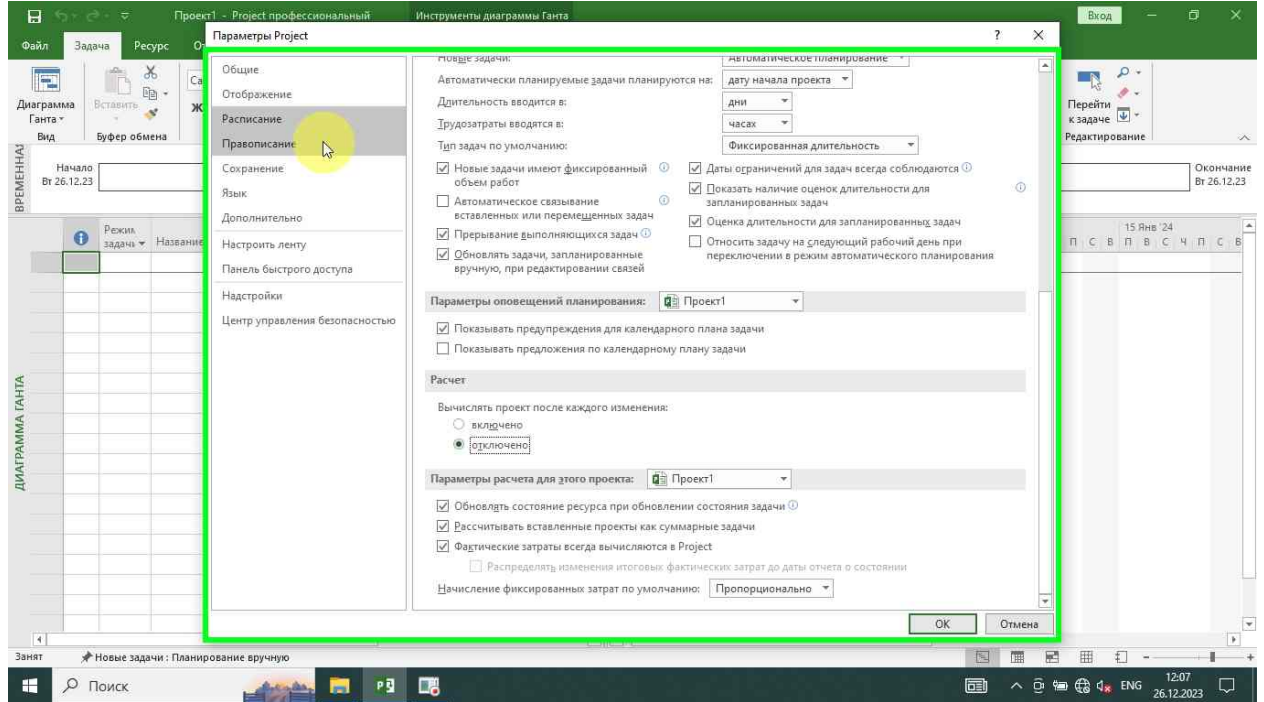 Проект1 - Project профессиональный
Инструменты диаграммы Ганта
Вход
Файл
Задача
Ресурс
Параметры Project
?
Диаграмма Ганта
Вставить
Ж
Вид
Буфер обмена
Перейти к задаче
Редактирование
Начало
Вт 26.12.23
Окончание
Вт 26.12.23
Режим задачи
Название
15 Янв '24
П С В П В С Ч П С В
ДИАГРАММА ГАНТА
Общие
Отображение
Расписание
Правописание
Сохранение
Язык
Дополнительно
Настроить ленту
Панель быстрого доступа
Надстройки
Центр управления безопасностью
Новые задачи: Автоматическое планирование
Автоматически планируемые задачи планируются на: дату начала проекта
Длительность вводится в: дни
Трудозатраты вводятся в: часах
Тип задач по умолчанию: Фиксированная длительность
Новые задачи имеют фиксированный
объем работ
Автоматическое связывание
вставленных или перемещенных задач
Прерывание выполняющихся задач
Обновлять задачи, запланированные
вручную, при редактировании связей
Даты ограничений для задач всегда соблюдаются
Показать наличие оценок длительности для
запланированных задач
Оценка длительности для запланированных задач
Относить задачу на следующий рабочий день при
переключении в режим автоматического планирования
Параметры оповещений планирования: Проект1
Показывать предупреждения для календарного плана задачи
Показывать предложения по календарному плану задачи
Расчет
Вычислять проект после каждого изменения:
включено
отключено
Параметры расчета для этого проекта: Проект1
Обновлять состояние ресурса при обновлении состояния задачи
Рассчитывать вставленные проекты как суммарные задачи
Фактические затраты всегда вычисляются в Project
Распределять изменения итоговых фактических затрат до даты отчета о состоянии
Начисление фиксированных затрат по умолчанию: Пропорционально
ОК
Отмена
Занят
Новые задачи : Планирование вручную
Поиск
ENG
12:07
26.12.2023